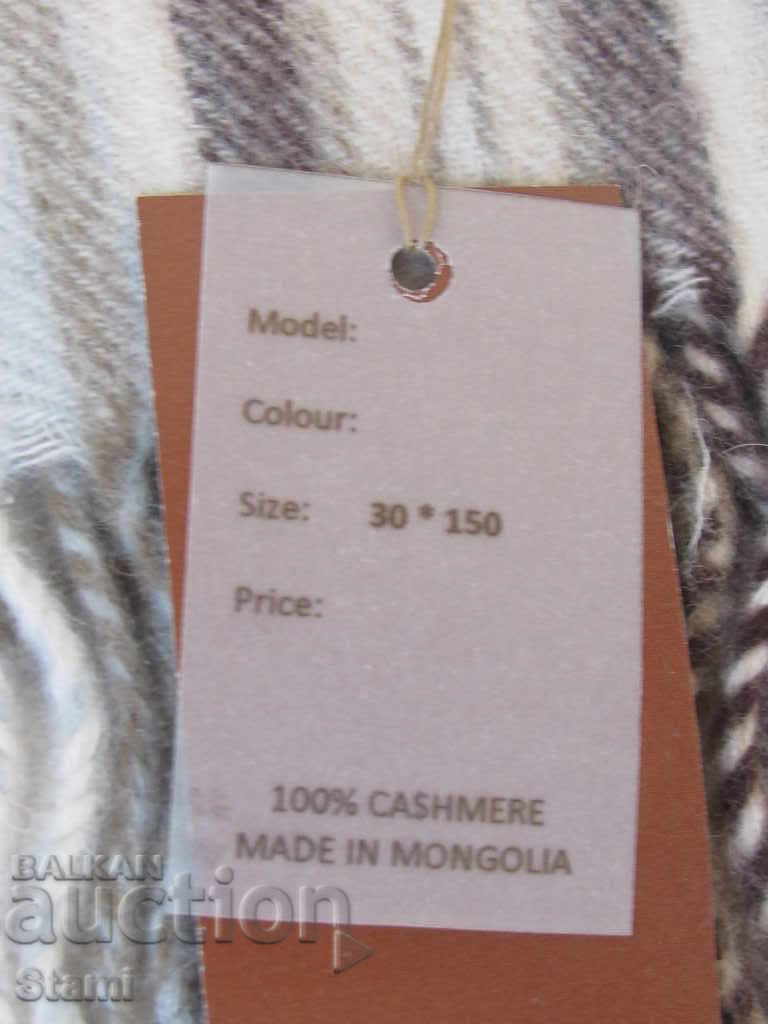 Model:
Colour:
Size: 30 * 150
Price:
100% CASHMERE
MADE IN MONGOLIA
BALKAN
auction
Stami